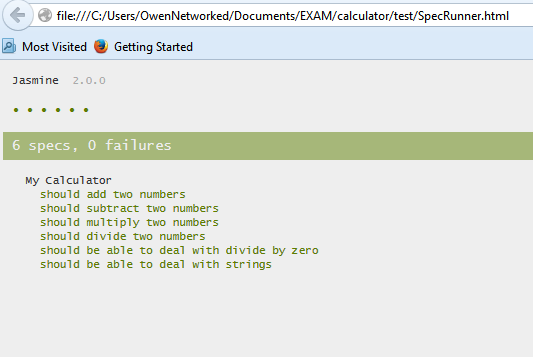 file:///C:/Users/OwenNetworked/Documents/EXAM/calculator/test/SpecRunner.html
Most Visited Getting Started
Jasmine 2.0.0
• • • • • •
6 specs, 0 failures
My Calculator
should add two numbers
should subtract two numbers
should multiply two numbers
should divide two numbers
should be able to deal with divide by zero
should be able to deal with strings